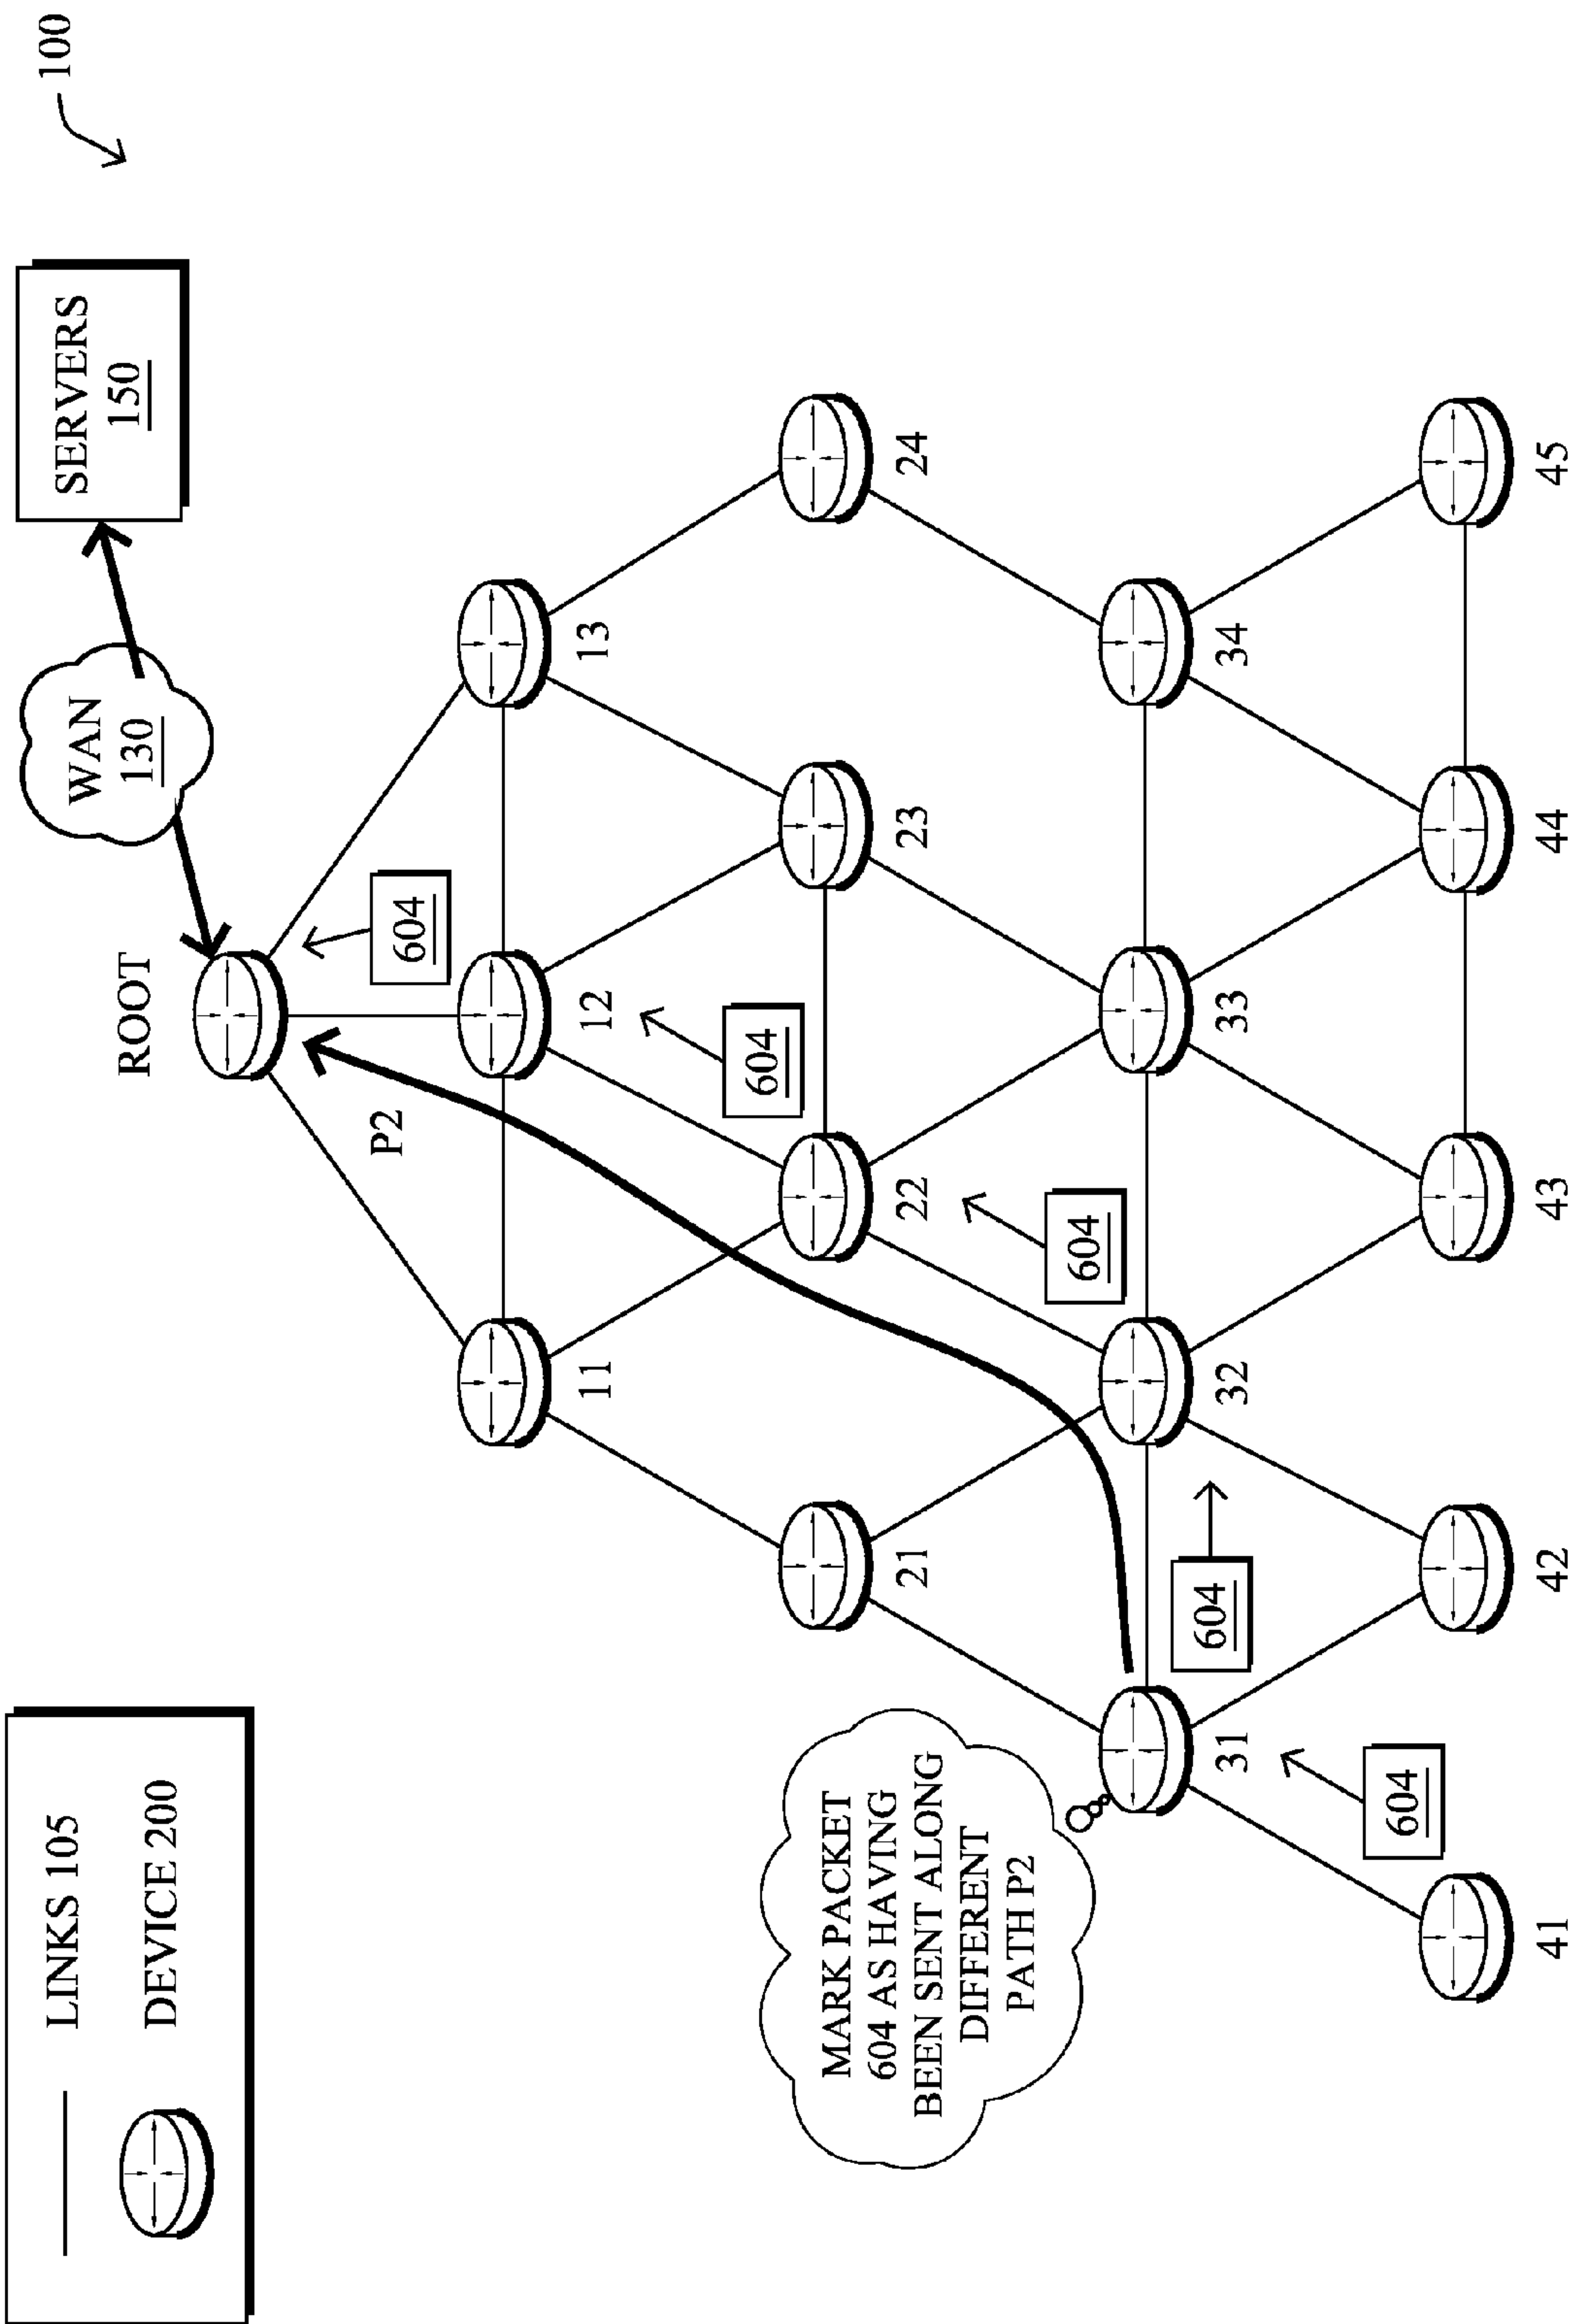 100
LINKS 105
DEVICE 200
WAN
130
SERVERS
150
ROOT
P2
604
11
12
13
604
21
22
23
24
604
MARK PACKET
604 AS HAVING
BEEN SENT ALONG
DIFFERENT
PATH P2
31
32
33
34
604
604
41
42
43
44
45